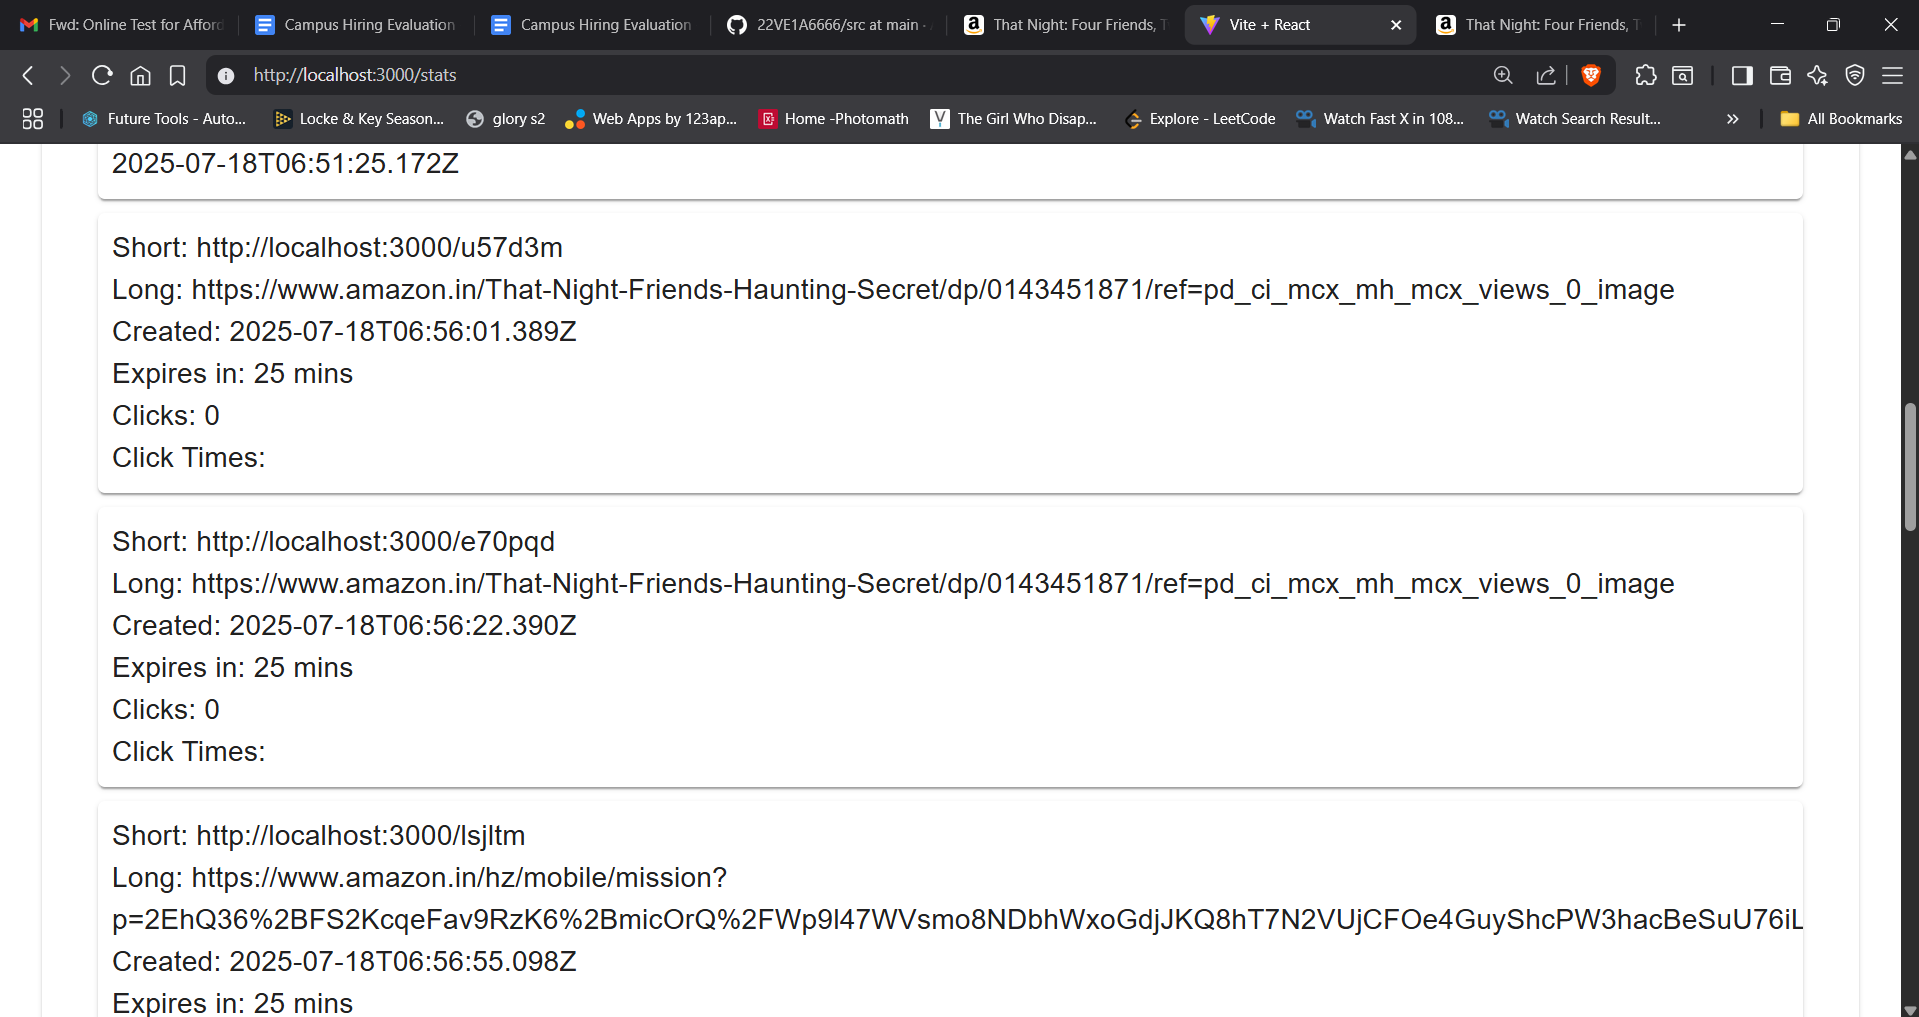 Fwd: Online Test for Afford
Campus Hiring Evaluation
Campus Hiring Evaluation
22VE1A6666/src at main ·
That Night: Four Friends, T
Vite + React
That Night: Four Friends, T
http://localhost:3000/stats
Future Tools - Auto...
Locke & Key Season...
glory s2
Web Apps by 123ap...
Home -Photomath
The Girl Who Disap...
Explore - LeetCode
Watch Fast X in 108...
Watch Search Result...
All Bookmarks
2025-07-18T06:51:25.172Z
Short: http://localhost:3000/u57d3m
Long: https://www.amazon.in/That-Night-Friends-Haunting-Secret/dp/0143451871/ref=pd_ci_mcx_mh_mcx_views_0_image
Created: 2025-07-18T06:56:01.389Z
Expires in: 25 mins
Clicks: 0
Click Times:
Short: http://localhost:3000/e70pqd
Long: https://www.amazon.in/That-Night-Friends-Haunting-Secret/dp/0143451871/ref=pd_ci_mcx_mh_mcx_views_0_image
Created: 2025-07-18T06:56:22.390Z
Expires in: 25 mins
Clicks: 0
Click Times:
Short: http://localhost:3000/lsjltm
Long: https://www.amazon.in/hz/mobile/mission?
p=2EhQ36%2BFS2KcqeFav9RzK6%2BmicOrQ%2FWp9l47WVsmo8NDbhWxoGdjJKQ8hT7N2VUjCFOe4GuyShcPW3hacBeSuU76iL
Created: 2025-07-18T06:56:55.098Z
Expires in: 25 mins